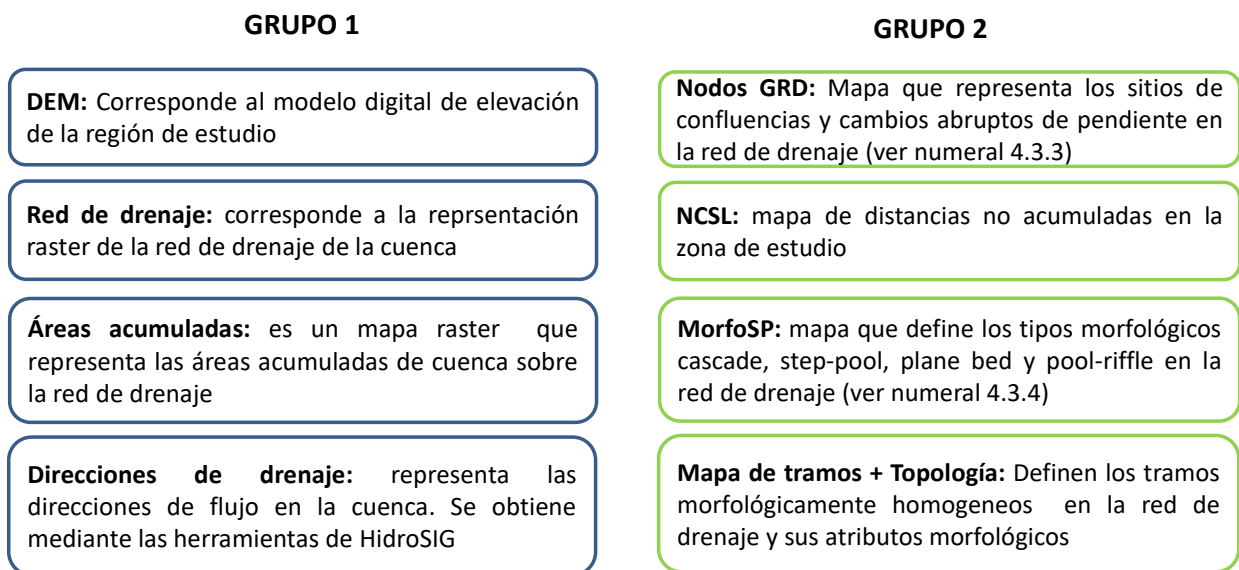 GRUPO 1
DEM: Corresponde al modelo digital de elevación
de la región de estudio
Red de drenaje: corresponde a la reprsentación
raster de la red de drenaje de la cuenca
Áreas acumuladas: es un mapa raster que
representa las áreas acumuladas de cuenca sobre
la red de drenaje
Direcciones de drenaje: representa las
direcciones de flujo en la cuenca. Se obtiene
mediante las herramientas de HidroSIG
GRUPO 2
Nodos GRD: Mapa que representa los sitios de
confluencias y cambios abruptos de pendiente en
la red de drenaje (ver numeral 4.3.3)
NCSL: mapa de distancias no acumuladas en la
zona de estudio
MorfoSP: mapa que define los tipos morfológicos
cascade, step-pool, plane bed y pool-riffle en la
red de drenaje (ver numeral 4.3.4)
Mapa de tramos + Topología: Definen los tramos
morfológicamente homogeneos en la red de
drenaje y sus atributos morfológicos